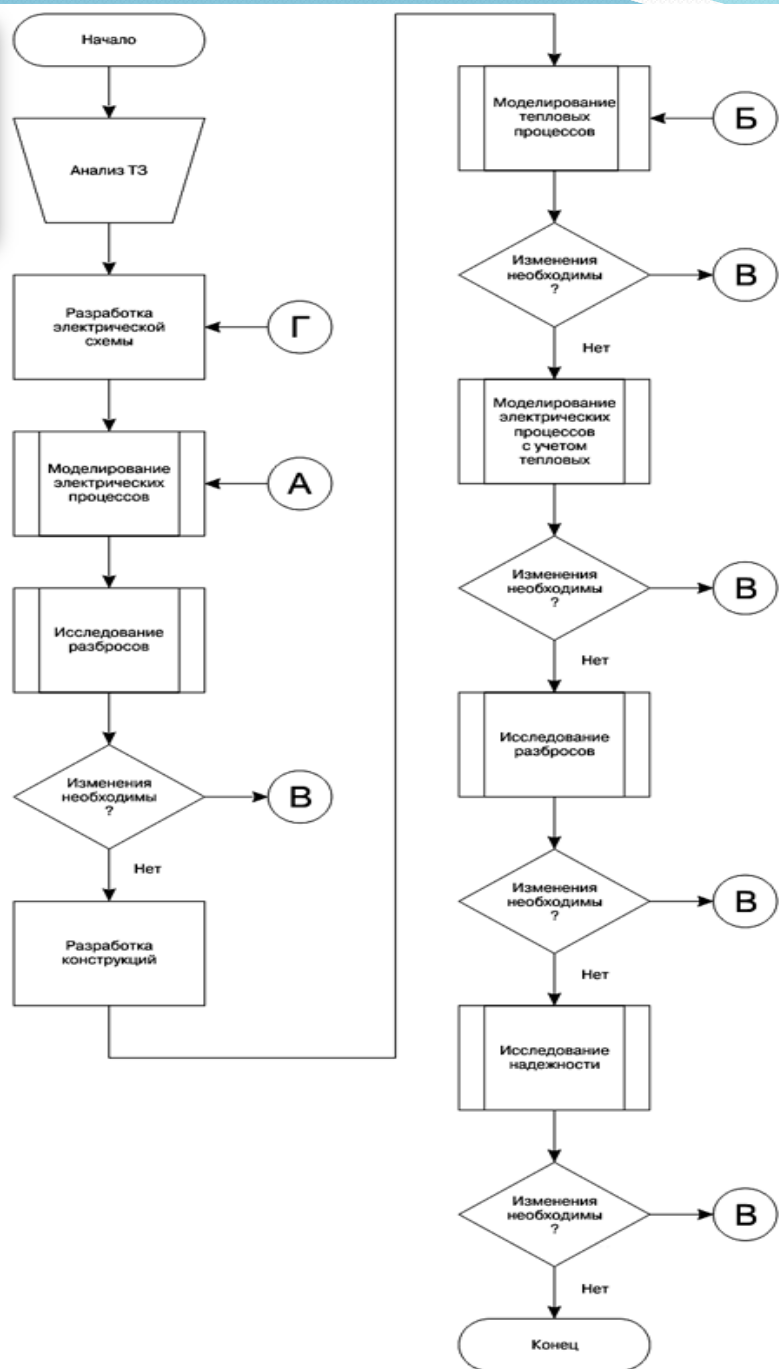 Начало
Анализ ТЗ
Разработка
электрической
схемы
Г
Моделирование
электрических
процессов
А
Исследование
разбросов
Изменения
необходимы
?
В
Нет
Разработка
конструкций
Моделирование
тепловых
процессов
Б
Изменения
необходимы
?
В
Нет
Моделирование
электрических
процессов
с учетом
тепловых
Изменения
необходимы
?
В
Нет
Исследование
разбросов
Изменения
необходимы
?
В
Нет
Исследование
надежности
Изменения
необходимы
?
В
Нет
Конец